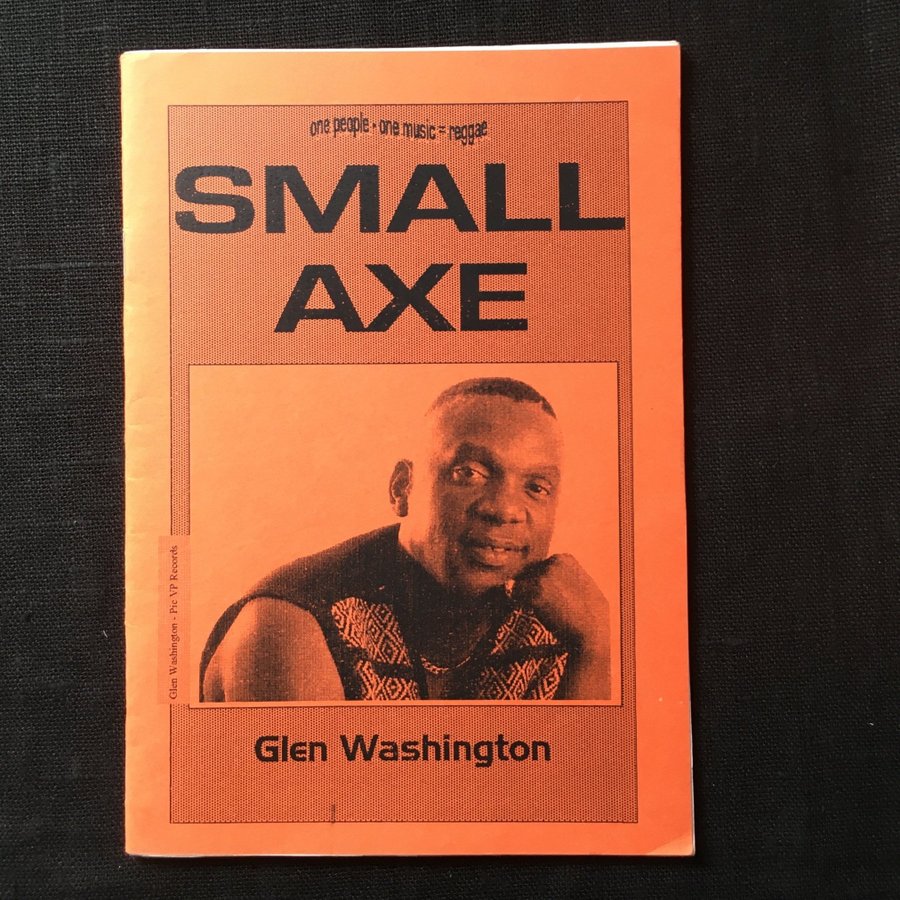 one people - one music = reggae
SMALL
AXE
Glen Washington - Pic VP Records
Glen Washington